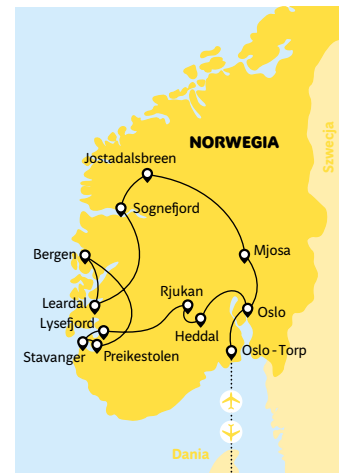 NORWEGIA
Szwecja
Jostadalsbreen
Sognefjord
Bergen
Mjosa
Rjukan
Leardal
Lysefjord
Oslo
Heddal
Stavanger
Preikestolen
Oslo-Torp
Dania